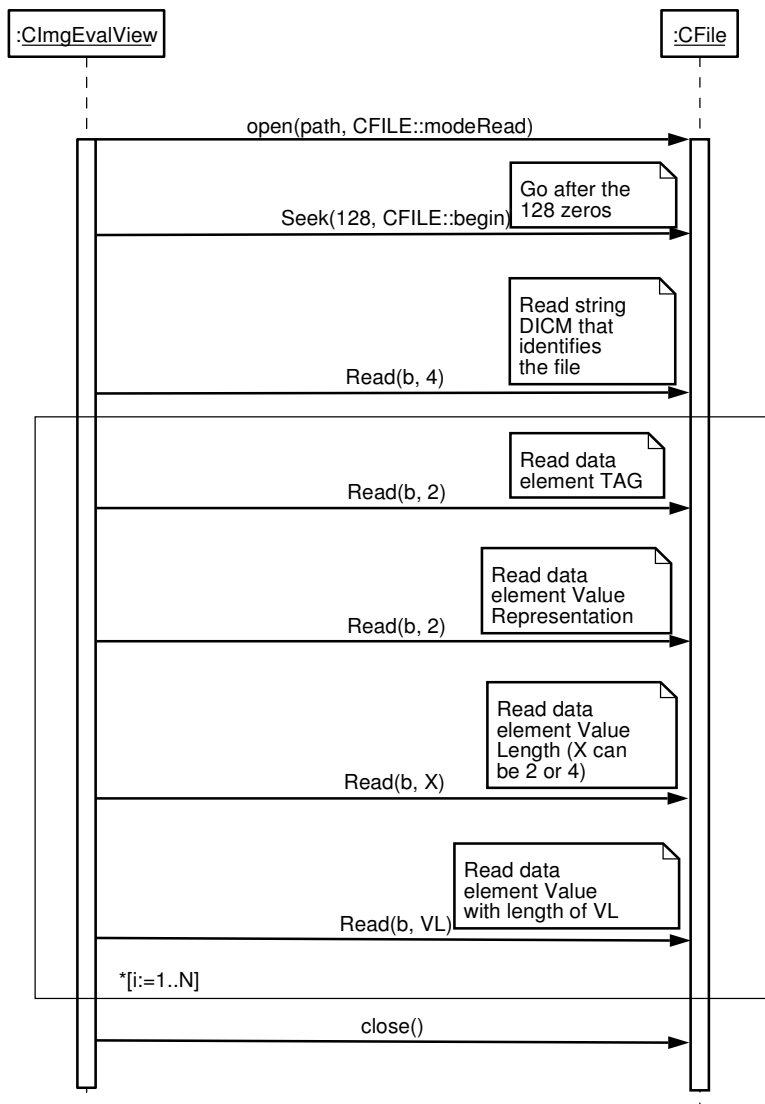 :CImgEvalView
:CFile
open(path, CFILE::modeRead)
Go after the
128 zeros
Seek(128, CFILE::begin)
Read string
DICM that
identifies
the file
Read(b, 4)
Read data
element TAG
Read(b, 2)
Read data
element Value
Representation
Read(b, 2)
Read data
element Value
Length (X can
be 2 or 4)
Read(b, X)
Read data
element Value
with length of VL
Read(b, VL)
*[i:=1..N]
close()